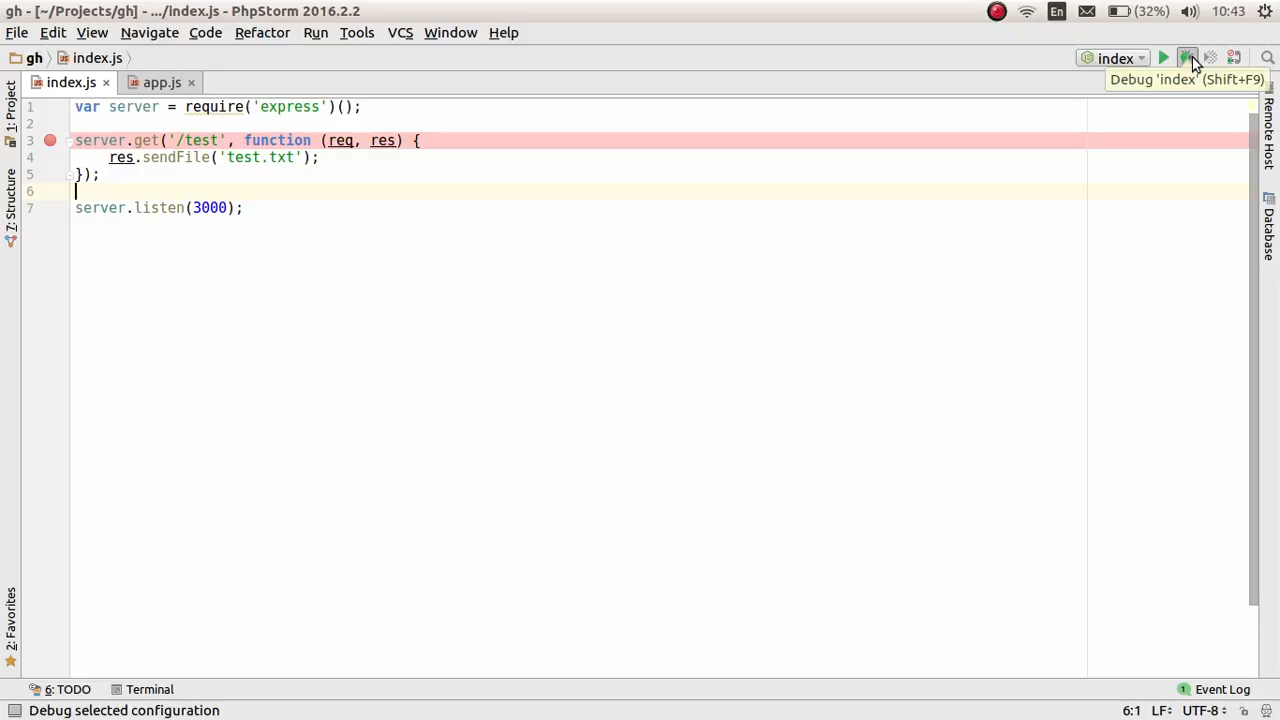 gh - [~/Projects/gh] - .../index.js - PhpStorm 2016.2.2
En
(32%)
10:43
File Edit View Navigate Code Refactor Run Tools VCS Window Help
gh index.js
index
Debug 'index' (Shift+F9)
index.js × app.js ×
1 var server = require('express')();
2
3 server.get('/test', function (req, res) {
4 res.sendFile('test.txt');
5 });
6
7 server.listen(3000);
1: Project
7: Structure
2: Favorites
Remote Host
Database
6: TODO Terminal
1 Event Log
Debug selected configuration
6:1 LF÷ UTF-8÷